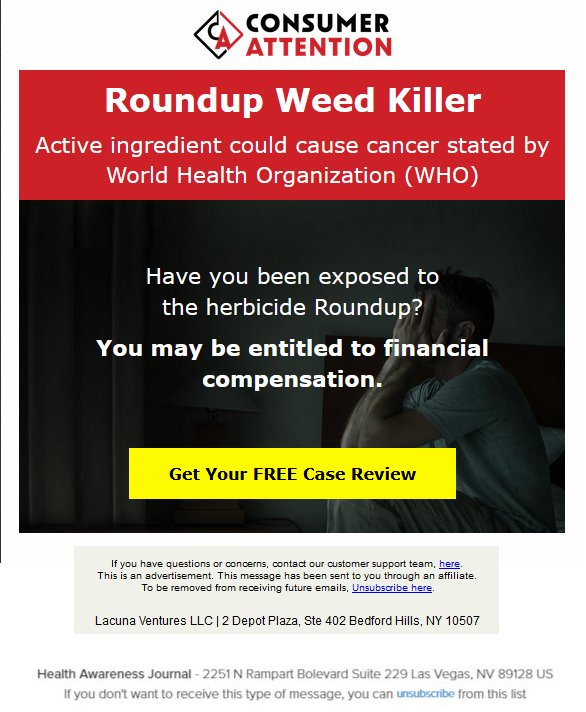 CA
CONSUMER
ATTENTION
Roundup Weed Killer
Active ingredient could cause cancer stated by
World Health Organization (WHO)
Have you been exposed to
the herbicide Roundup?
You may be entitled to financial
compensation.
Get Your FREE Case Review
If you have questions or concerns, contact our customer support team, here.
This is an advertisement. This message has been sent to you through an affiliate.
To be removed from receiving future emails, Unsubscribe here.
Lacuna Ventures LLC | 2 Depot Plaza, Ste 402 Bedford Hills, NY 10507
Health Awareness Journal - 2251 N Rampart Bolevard Suite 229 Las Vegas, NV 89128 US
If you don't want to receive this type of message, you can unsubscribe from this list